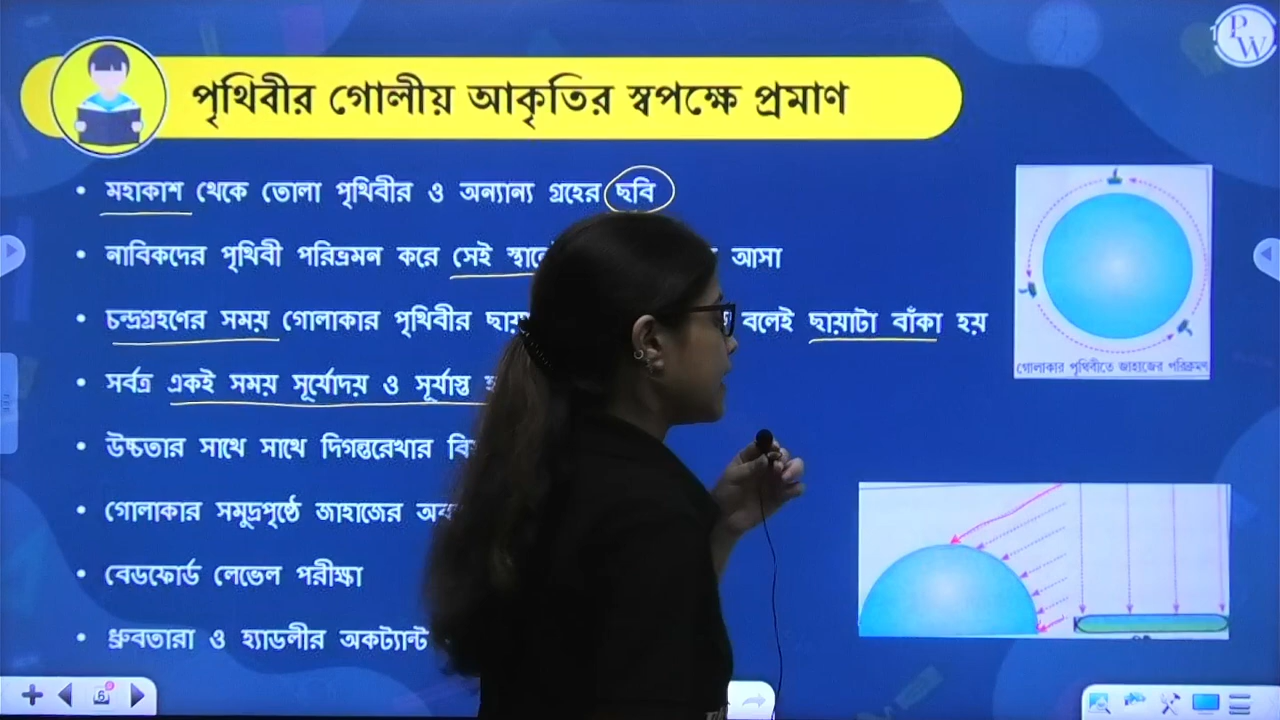 PW
পৃথিবীর গোলীয় আকৃতির স্বপক্ষে প্রমাণ
• মহাকাশ থেকে তোলা পৃথিবীর ও অন্যান্য গ্রহের ছবি
• নাবিকদের পৃথিবী পরিভ্রমন করে সেই আসা
• চন্দ্রগ্রহণের সময় গোলাকার পৃথিবীর বলেই ছায়াটা বাঁকা হয়
• সর্বত্র একই সময় সূর্যোদয় ও সূর্যাস্ত
• উচ্চতার সাথে সাথে দিগন্তরেখার
• গোলাকার সমুদ্রপৃষ্ঠে জাহাজের
• বেডফোর্ড লেভেল পরীক্ষা
• ধ্রুবতারা ও হ্যাডলীর অকট্যান্ট
গোলাকার পৃথিবীতে জাহাজের পরিক্রমণ
6